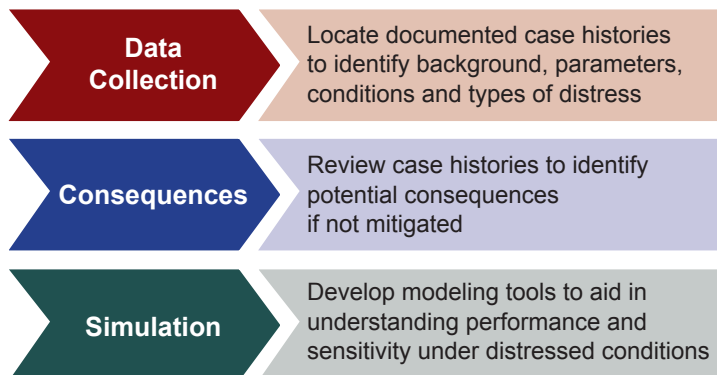 Data
Collection
Locate documented case histories
to identify background, parameters,
conditions and types of distress
Consequences
Review case histories to identify
potential consequences
if not mitigated
Simulation
Develop modeling tools to aid in
understanding performance and
sensitivity under distressed conditions